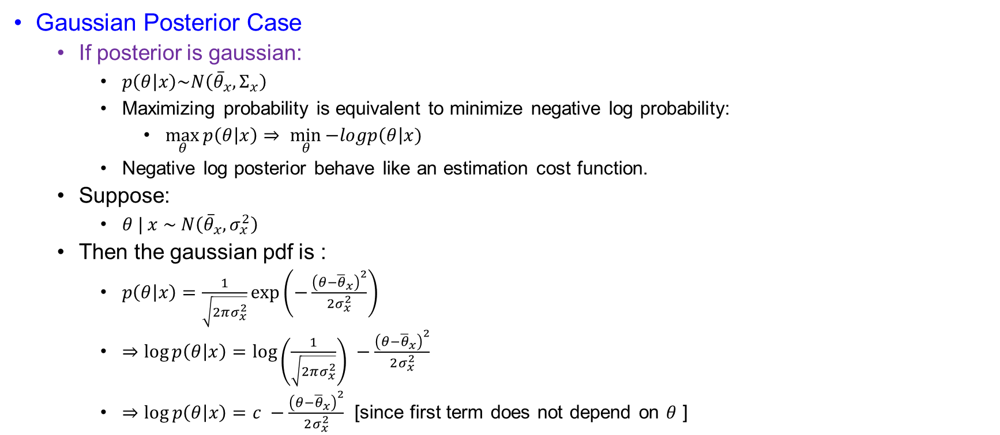 • Gaussian Posterior Case
• If posterior is gaussian:
• $p(\theta|x) \sim N(\bar{\theta}_x, \Sigma_x)$
• Maximizing probability is equivalent to minimize negative log probability:
• $\max_{\theta} p(\theta|x) \Rightarrow \min_{\theta} -logp(\theta|x)$
• Negative log posterior behave like an estimation cost function.
• Suppose:
• $\theta \mid x \sim N(\bar{\theta}_x, \sigma_x^2)$
• Then the gaussian pdf is :
• $p(\theta|x) = \frac{1}{\sqrt{2\pi\sigma_x^2}} \exp\left(-\frac{(\theta-\bar{\theta}_x)^2}{2\sigma_x^2}\right)$
• $\Rightarrow \log p(\theta|x) = \log\left(\frac{1}{\sqrt{2\pi\sigma_x^2}}\right) - \frac{(\theta-\bar{\theta}_x)^2}{2\sigma_x^2}$
• $\Rightarrow \log p(\theta|x) = c - \frac{(\theta-\bar{\theta}_x)^2}{2\sigma_x^2}$ [since first term does not depend on $\theta$ ]